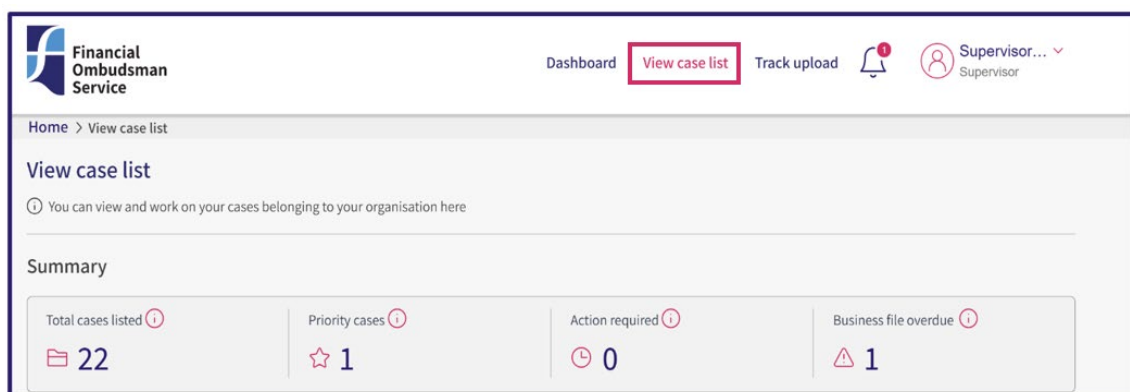 Financial
Ombudsman
Service
Dashboard View case list Track upload 1 Supervisor...
Supervisor
Home > View case list
View case list
You can view and work on your cases belonging to your organisation here
Summary
Total cases listed Priority cases Action required Business file overdue
22 1 0 1